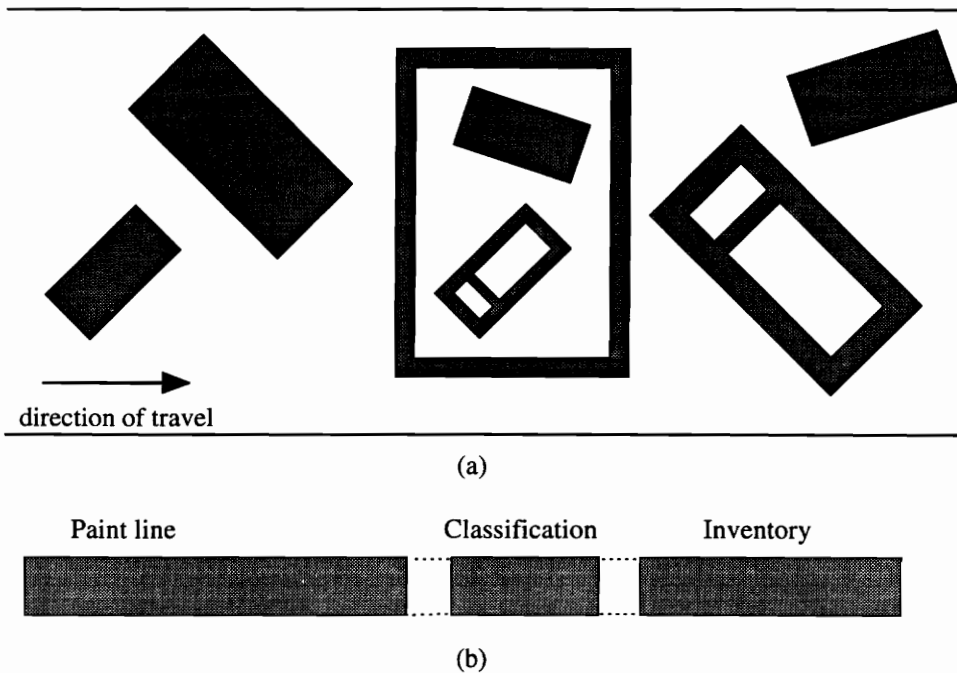 direction of travel
(a)
Paint line Classification Inventory
(b)